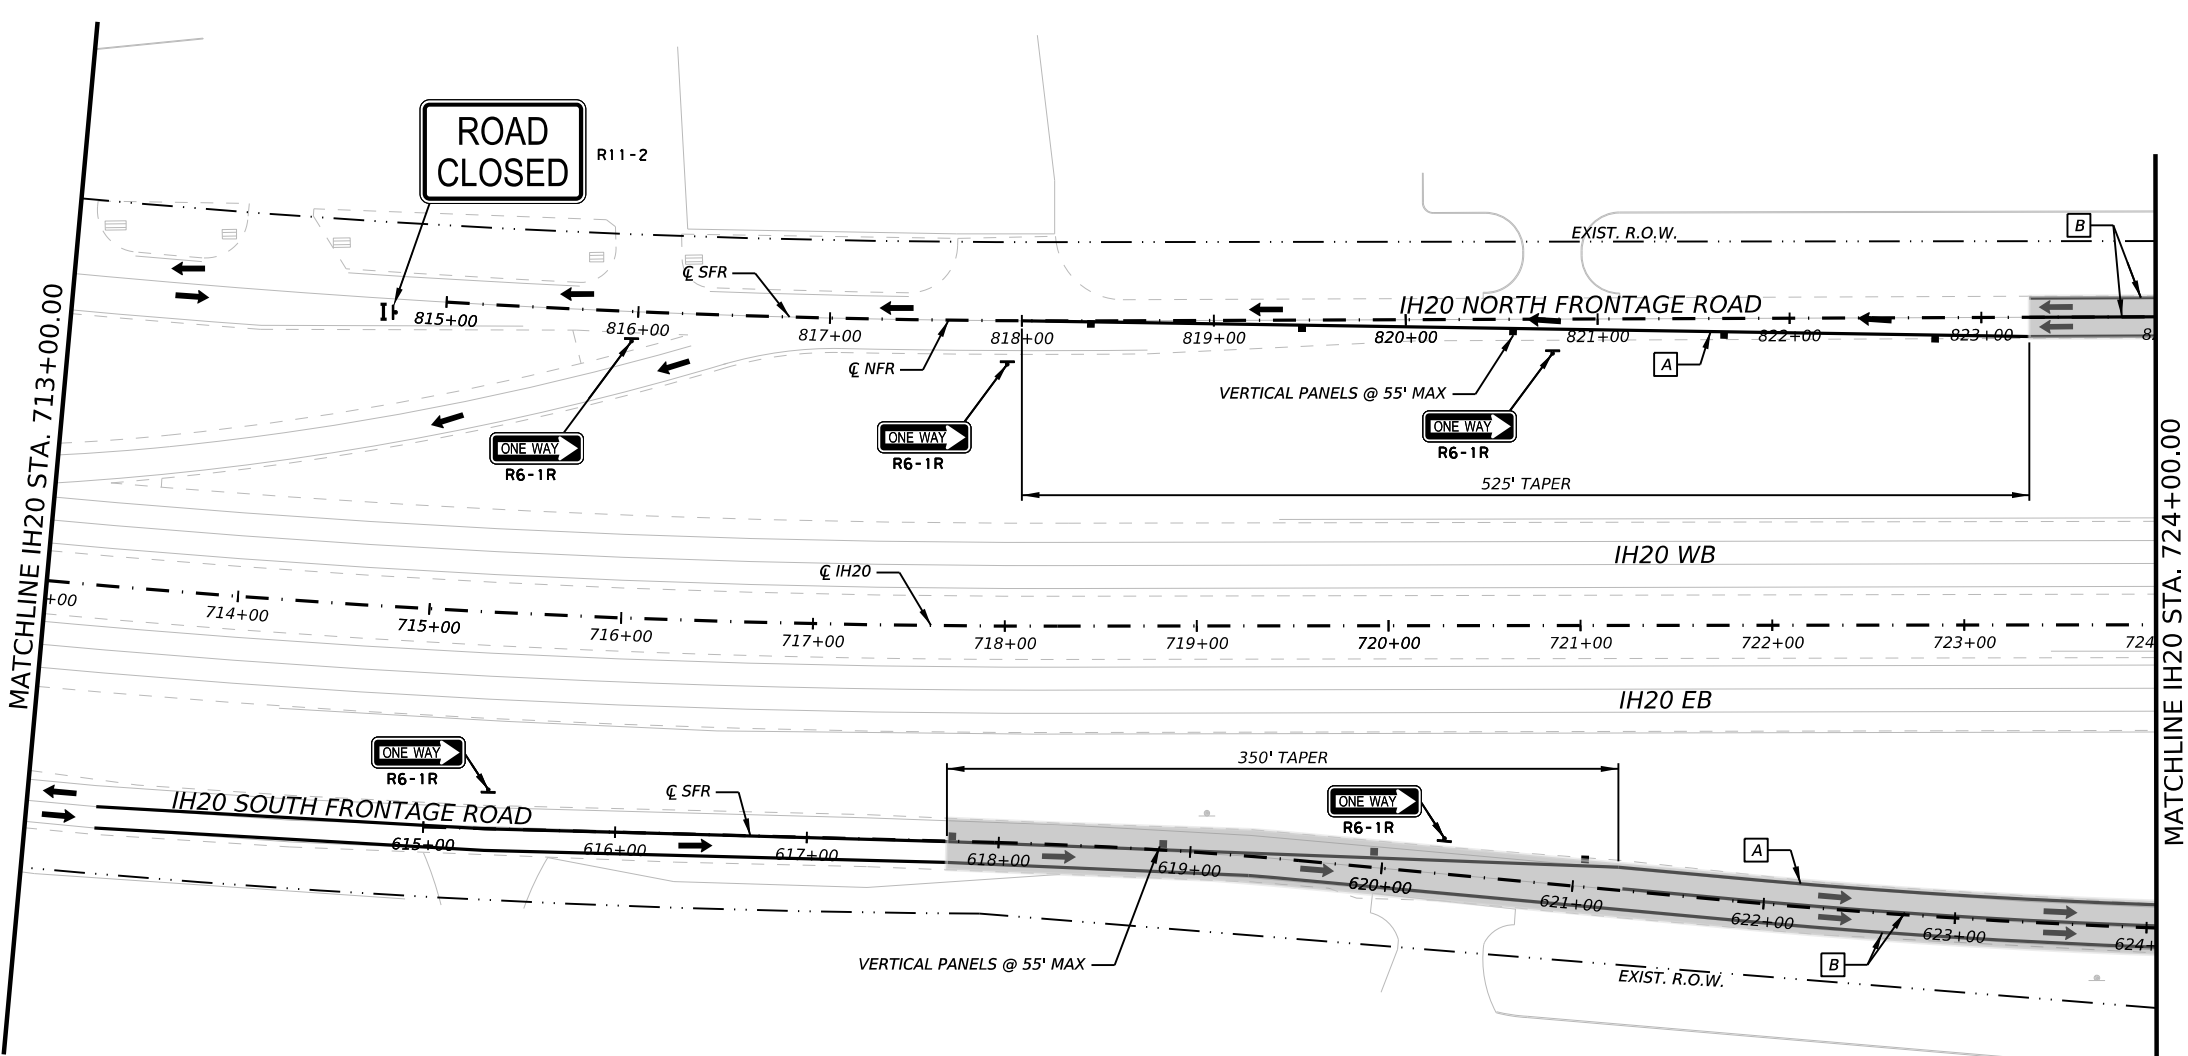 ROAD
CLOSED
R11-2
EXIST. R.O.W.
B
℄ SFR
IH20 NORTH FRONTAGE ROAD
815+00
816+00
817+00
818+00
819+00
820+00
821+00
822+00
823+00
℄ NFR
VERTICAL PANELS @ 55' MAX
A
ONE WAY
R6-1R
ONE WAY
R6-1R
ONE WAY
R6-1R
525' TAPER
MATCHLINE IH20 STA. 713+00.00
MATCHLINE IH20 STA. 724+00.00
IH20 WB
℄ IH20
+00
714+00
715+00
716+00
717+00
718+00
719+00
720+00
721+00
722+00
723+00
724
IH20 EB
ONE WAY
R6-1R
350' TAPER
℄ SFR
ONE WAY
R6-1R
IH20 SOUTH FRONTAGE ROAD
615+00
616+00
617+00
618+00
619+00
620+00
621+00
622+00
623+00
624+
A
B
VERTICAL PANELS @ 55' MAX
EXIST. R.O.W.